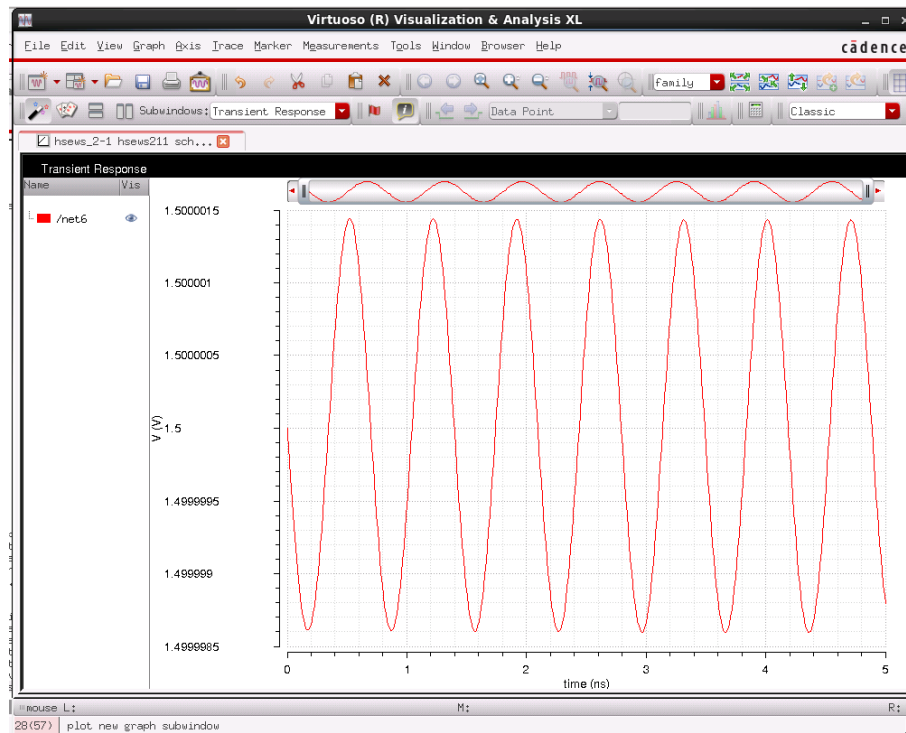 Virtuoso (R) Visualization & Analysis XL
File Edit View Graph Axis Trace Marker Measurements Tools Window Browser Help
cādence
family
Subwindows: Transient Response
Data Point
Classic
hsews_2-1 hsews211 sch...
Transient Response
Name Vis
/net6
1.5000015
1.500001
1.5000005
1.5
1.4999995
1.499999
1.4999985
V (V)
0 1 2 3 4 5
time (ns)
mouse L: M: R:
28(57) plot new graph subwindow